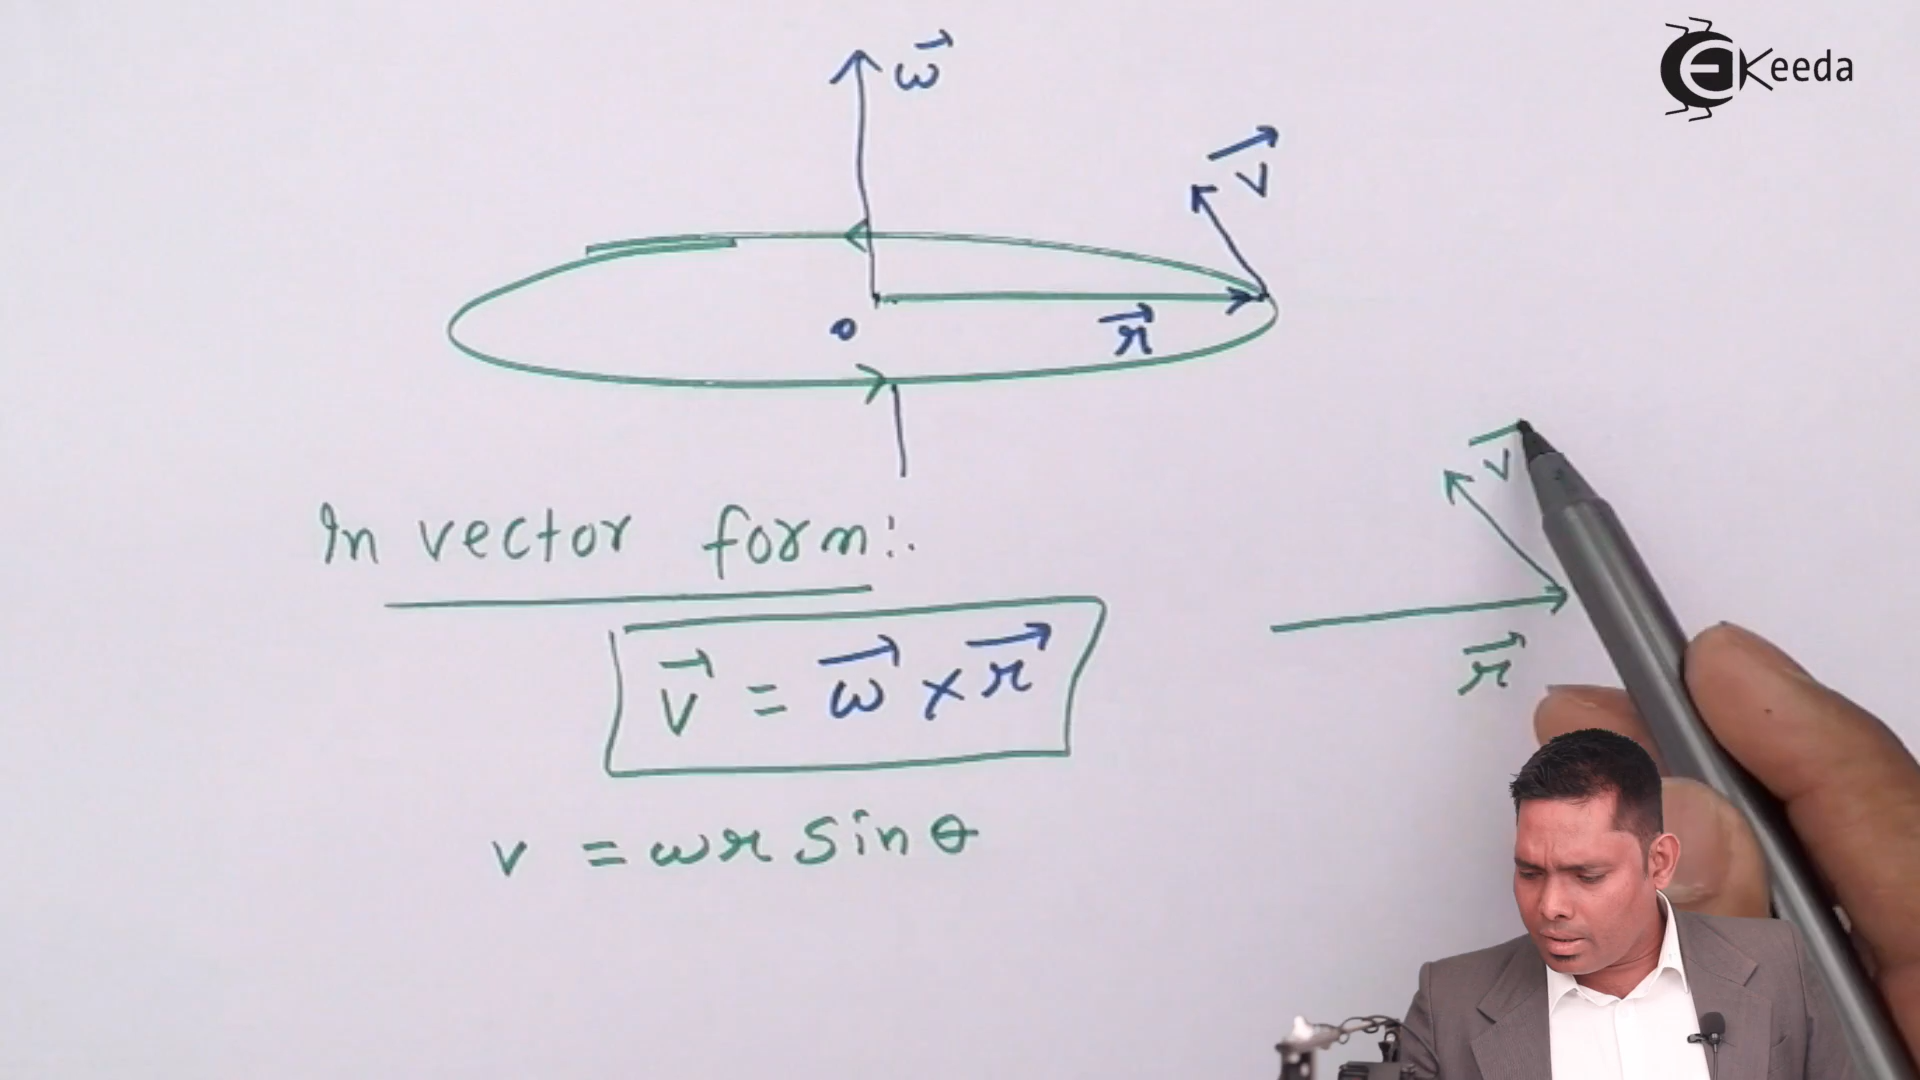 EKeeda
ω⃗
v⃗
o
r⃗
v⃗
In vector form:.
r⃗
v⃗ = ω⃗ × r⃗
v = ωr sin θ